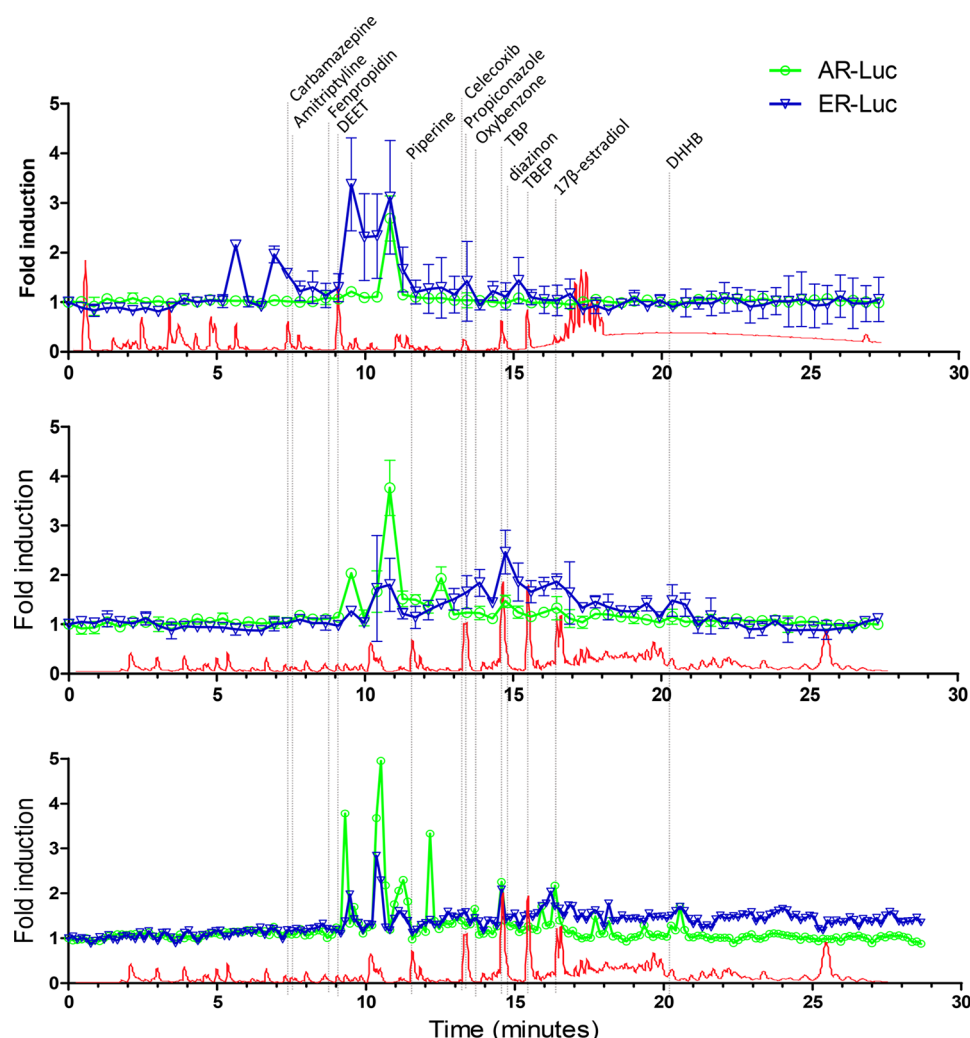 Carbamazepine
Amitriptyline
Fenpropidin
DEET
Piperine
Celecoxib
Propiconazole
Oxybenzone
TBP
diazinon
TBEP
17β-estradiol
DHHB
AR-Luc
ER-Luc
Fold induction
5
4
3
2
1
0
0 5 10 15 20 25 30
Fold induction
5
4
3
2
1
0
0 5 10 15 20 25 30
Fold induction
5
4
3
2
1
0
0 5 10 15 20 25 30
Time (minutes)